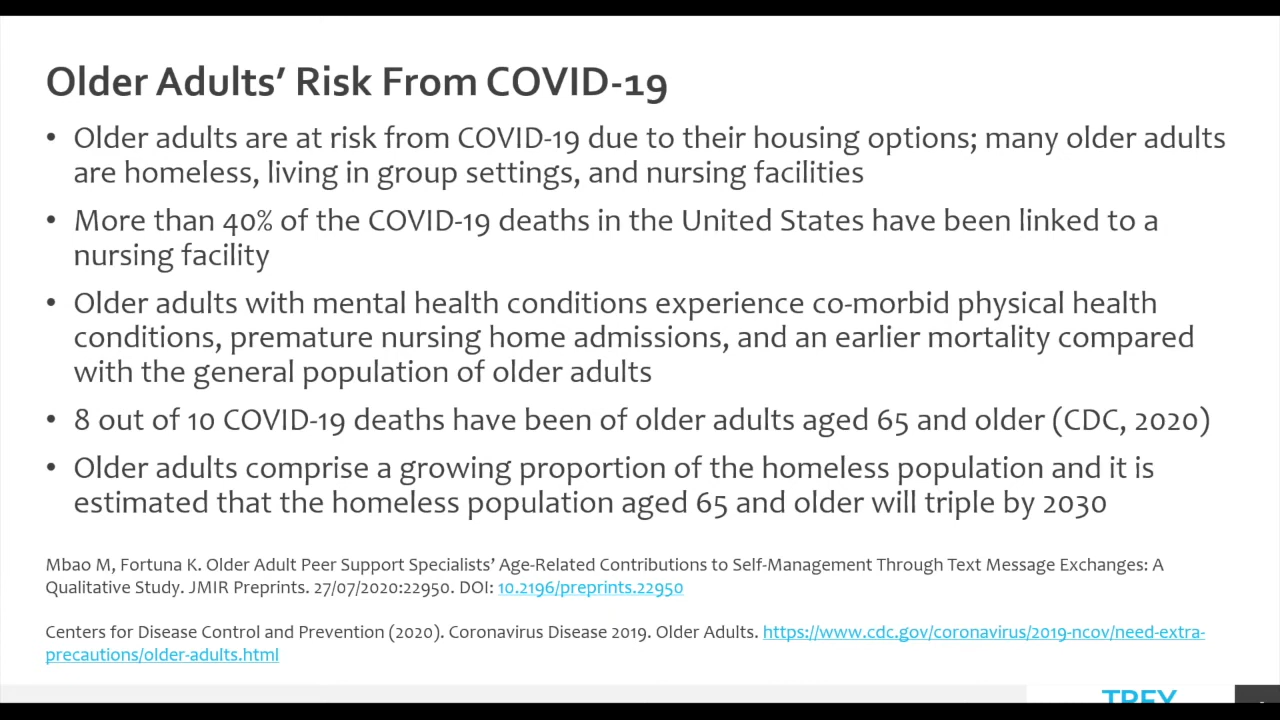 Older Adults’ Risk From COVID-19
• Older adults are at risk from COVID-19 due to their housing options; many older adults
are homeless, living in group settings, and nursing facilities
• More than 40% of the COVID-19 deaths in the United States have been linked to a
nursing facility
• Older adults with mental health conditions experience co-morbid physical health
conditions, premature nursing home admissions, and an earlier mortality compared
with the general population of older adults
• 8 out of 10 COVID-19 deaths have been of older adults aged 65 and older (CDC, 2020)
• Older adults comprise a growing proportion of the homeless population and it is
estimated that the homeless population aged 65 and older will triple by 2030
Mbao M, Fortuna K. Older Adult Peer Support Specialists’ Age-Related Contributions to Self-Management Through Text Message Exchanges: A
Qualitative Study. JMIR Preprints. 27/07/2020:22950. DOI: 10.2196/preprints.22950
Centers for Disease Control and Prevention (2020). Coronavirus Disease 2019. Older Adults. https://www.cdc.gov/coronavirus/2019-ncov/need-extra-
precautions/older-adults.html